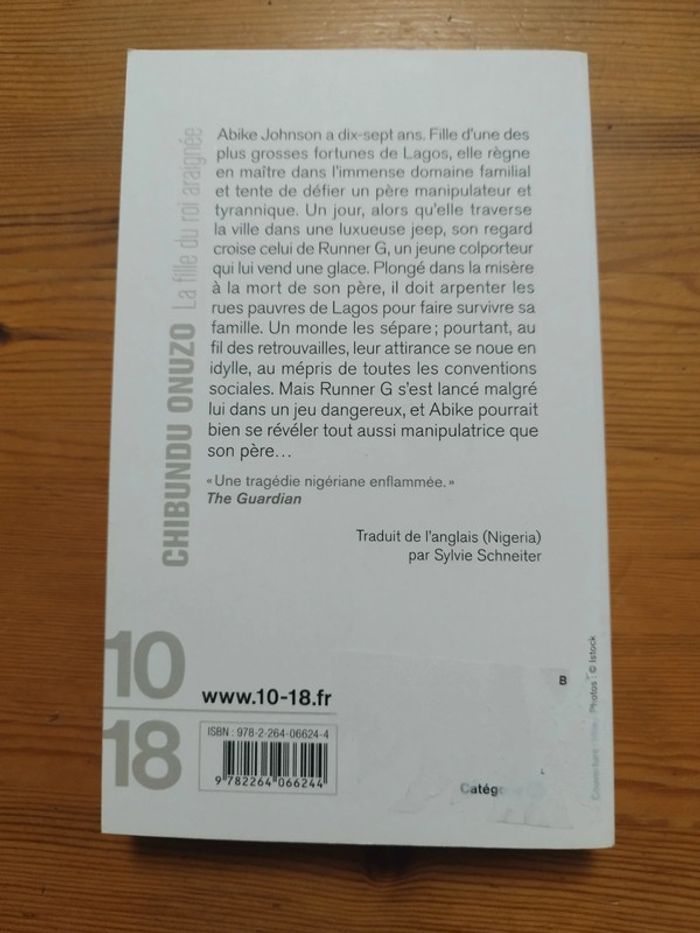 Abike Johnson a dix-sept ans. Fille d'une des
plus grosses fortunes de Lagos, elle règne
en maître dans l'immense domaine familial
et tente de défier un père manipulateur et
tyrannique. Un jour, alors qu'elle traverse
la ville dans une luxueuse jeep, son regard
croise celui de Runner G, un jeune colporteur
qui lui vend une glace. Plongé dans la misère
à la mort de son père, il doit arpenter les
rues pauvres de Lagos pour faire survivre sa
famille. Un monde les sépare ; pourtant, au
fil des retrouvailles, leur attirance se noue en
idylle, au mépris de toutes les conventions
sociales. Mais Runner G s'est lancé malgré
lui dans un jeu dangereux, et Abike pourrait
bien se révéler tout aussi manipulatrice que
son père…
« Une tragédie nigériane enflammée. »
The Guardian
Traduit de l'anglais (Nigeria)
par Sylvie Schneiter
CHIBUNDU ONUZO La fille du roi araignée
10
18
www.10-18.fr
ISBN : 978-2-264-06624-4
9 782264 066244
B
Catég
Couverture : Photos : © Istock